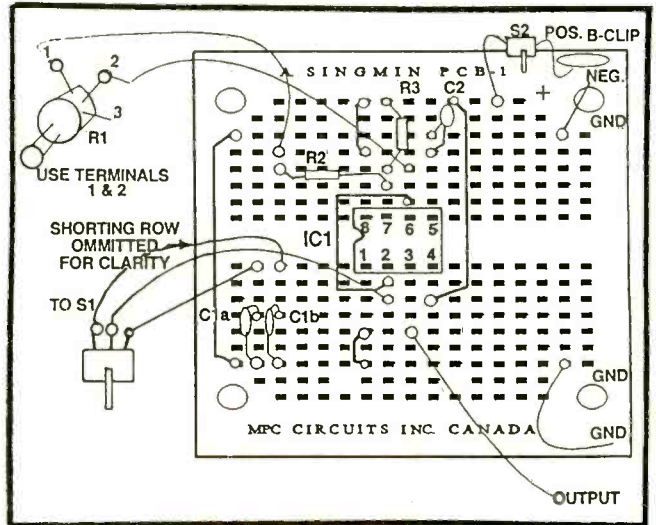 S2 POS. B-CLIP
1 2
A SINGMIN PCB-1
NEG.
R3 C2 +
3
R1
GND
USE TERMINALS
1 & 2
R2
SHORTING ROW
OMMITTED
FOR CLARITY
IC1
8 7 6 5
1 2 3 4
TO S1
C1a C1b
GND
MPC CIRCUITS INC. CANADA
GND
OUTPUT